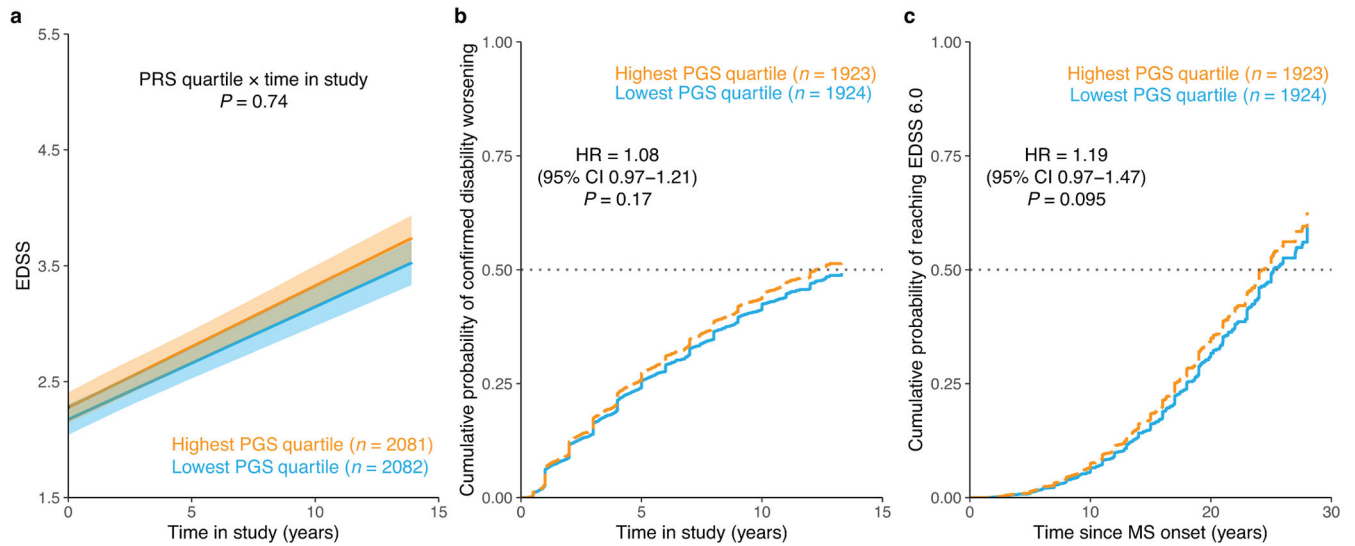 a
5.5
4.5
3.5
2.5
1.5
EDSS
PRS quartile × time in study
P = 0.74
Highest PGS quartile (n = 2081)
Lowest PGS quartile (n = 2082)
0
5
10
15
Time in study (years)
b
1.00
0.75
0.50
0.25
0.00
Cumulative probability of confirmed disability worsening
Highest PGS quartile (n = 1923)
Lowest PGS quartile (n = 1924)
HR = 1.08
(95% CI 0.97–1.21)
P = 0.17
0
5
10
15
Time in study (years)
c
1.00
0.75
0.50
0.25
0.00
Cumulative probability of reaching EDSS 6.0
Highest PGS quartile (n = 1923)
Lowest PGS quartile (n = 1924)
HR = 1.19
(95% CI 0.97–1.47)
P = 0.095
0
10
20
30
Time since MS onset (years)